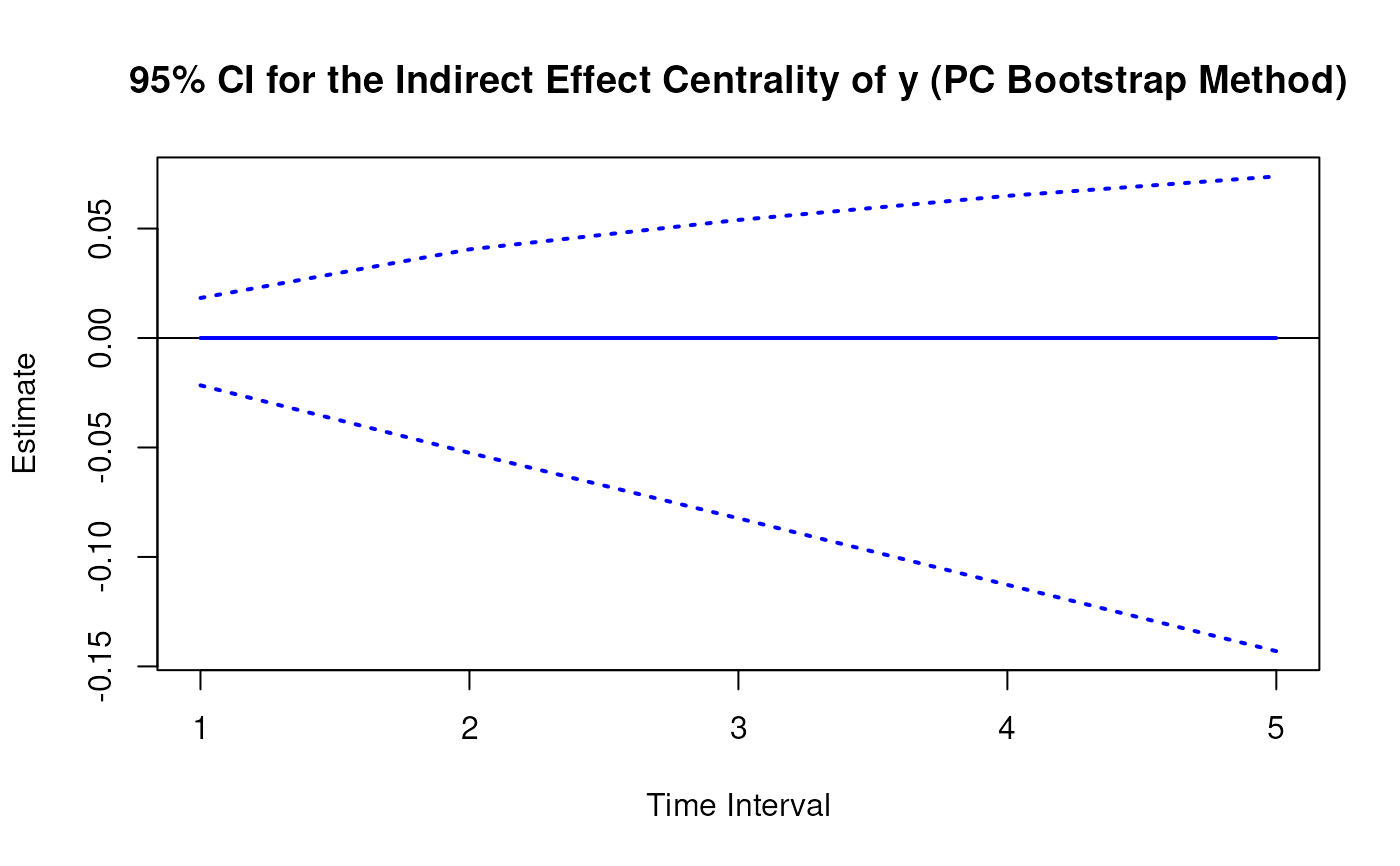 95% CI for the Indirect Effect Centrality of y (PC Bootstrap Method)
Estimate
0.05
0.00
-0.05
-0.10
-0.15
1 2 3 4 5
Time Interval